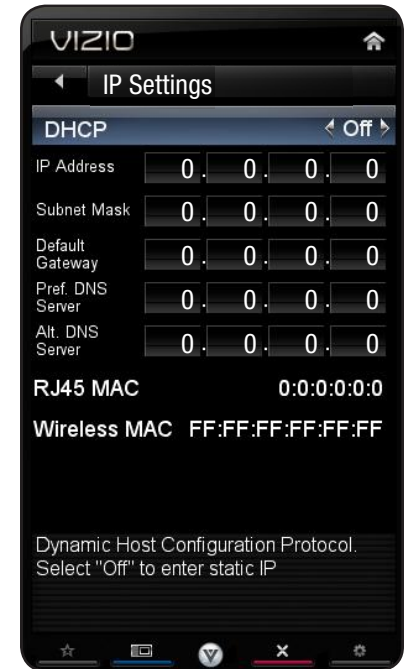 VIZIO
IP Settings
DHCP Off
IP Address 0. 0. 0. 0
Subnet Mask 0. 0. 0. 0
Default
Gateway 0. 0. 0. 0
Pref. DNS
Server 0. 0. 0. 0
Alt. DNS
Server 0. 0. 0. 0
RJ45 MAC 0:0:0:0:0:0
Wireless MAC FF:FF:FF:FF:FF:FF
Dynamic Host Configuration Protocol.
Select "Off" to enter static IP
V